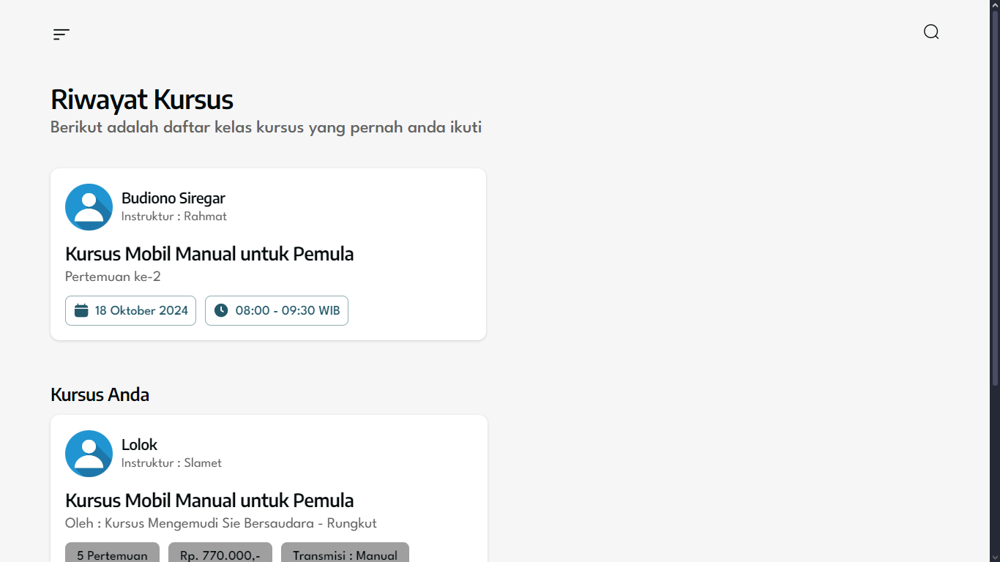 Riwayat Kursus
Berikut adalah daftar kelas kursus yang pernah anda ikuti
Budiono Siregar
Instruktur : Rahmat
Kursus Mobil Manual untuk Pemula
Pertemuan ke-2
18 Oktober 2024 08:00 - 09:30 WIB
Kursus Anda
Lolok
Instruktur : Slamet
Kursus Mobil Manual untuk Pemula
Oleh : Kursus Mengemudi Sie Bersaudara - Rungkut
5 Pertemuan Rp. 770.000,- Transmisi : Manual